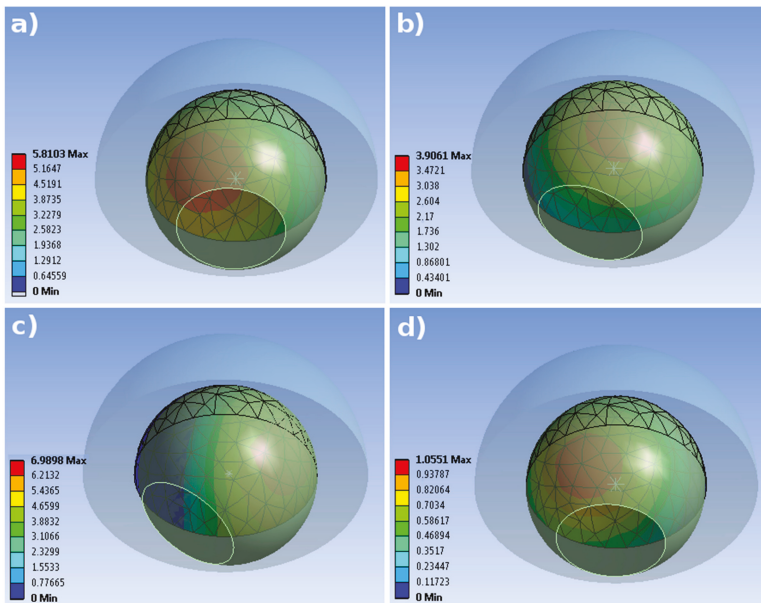 a)
5.8103 Max
5.1647
4.5191
3.8735
3.2279
2.5823
1.9368
1.2912
0.64559
0 Min
b)
3.9061 Max
3.4721
3.038
2.604
2.17
1.736
1.302
0.86801
0.43401
0 Min
c)
6.9898 Max
6.2132
5.4365
4.6599
3.8832
3.1066
2.3299
1.5533
0.77665
0 Min
d)
1.0551 Max
0.93787
0.82064
0.7034
0.58617
0.46894
0.3517
0.23447
0.11723
0 Min